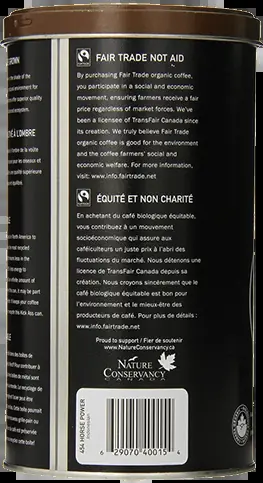 FAIR TRADE NOT AID
By purchasing Fair Trade organic coffee,
you participate in a social and economic
movement, ensuring farmers receive a fair
price regardless of market forces. We've
been a licensee of TransFair Canada since
its creation. We truly believe Fair Trade
organic coffee is good for the environment
and the coffee farmers' social and
economic welfare. For more information,
visit: www.info.fairtrade.net
ÉQUITÉ ET NON CHARITÉ
En achetant du café biologique équitable,
vous contribuez à un mouvement
socioéconomique qui assure aux
caféiculteurs un juste prix à l'abri des
fluctuations du marché. Nous détenons une
licence de TransFair Canada depuis sa
création. Nous croyons sincèrement que le
café biologique équitable est bon pour
l'environnement et le mieux-être des
producteurs de café. Pour plus de détails :
www.info.fairtrade.net
Proud to support / Fier de soutenir
www.NatureConservancy.ca
NATURE
CONSERVANCY
CANADA
454 HORSE POWER
Indonesian
6 29070 40015 4